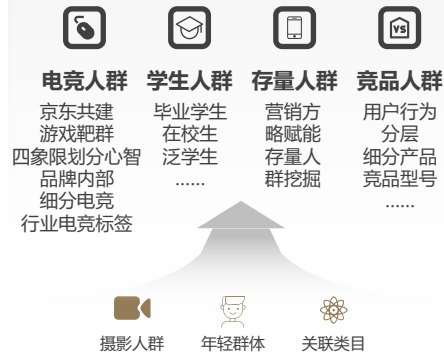 VS
电竞人群 学生人群 存量人群 竞品人群
京东共建
游戏靶群
四象限划分心智
品牌内部
细分电竞
行业电竞标签
毕业学生
在校生
泛学生
......
营销方
略赋能
存量人
群挖掘
用户行为
分层
细分产品
竞品型号
......
摄影人群 年轻群体 关联类目